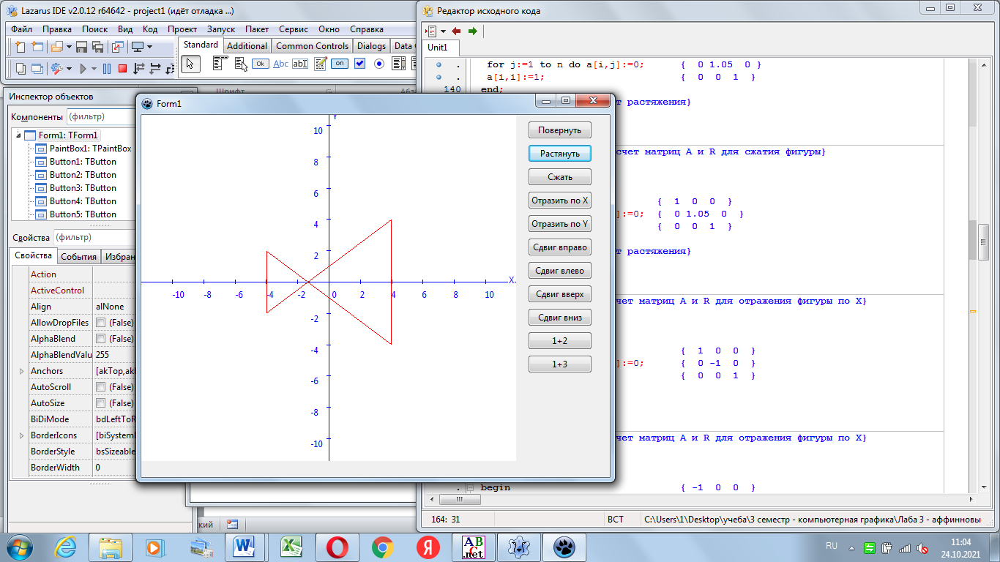 Lazarus IDE v2.0.12 r64642 - project1 (идёт отладка ...)
Файл Правка Поиск Вид Код Проект Запуск Пакет Сервис Окно Справка
Standard Additional Common Controls Dialogs Data
Ok Abc abI on
Инспектор объектов
Компоненты (фильтр)
Form1: TForm1
PaintBox1: TPaintBox
Button1: TButton
Button2: TButton
Button3: TButton
Button4: TButton
Button5: TButton
Свойства (фильтр)
Свойства События Избран
Action
ActiveControl
Align alNone
AllowDropFiles (False)
AlphaBlend (False)
AlphaBlendValu 255
Anchors [akTop,ak
AutoScroll (False)
AutoSize (False)
BiDiMode bdLeftToR
BorderIcons [biSystem
BorderStyle bsSizeable
BorderWidth 0
Шрифт Абз
Form1
Y
10
8
6
4
2
X
-10 -8 -6 -4 -2 0 2 4 6 8 10
-2
-4
-6
-8
-10
Повернуть
Растянуть
Сжать
Отразить по X
Отразить по Y
Сдвиг вправо
Сдвиг влево
Сдвиг вверх
Сдвиг вниз
1+2
1+3
ский
Редактор исходного кода
Unit1
. for j:=1 to n do a[i,j]:=0; { 0 1.05 0 }
. a[i,i]:=1; { 0 0 1 }
140 end;
т растяжения}
счет матриц A и R для сжатия фигуры}
{ 1 0 0 }
]:=0; { 0 1.05 0 }
{ 0 0 1 }
т растяжения}
чет матриц A и R для отражения фигуры по X}
{ 1 0 0 }
]:=0; { 0 -1 0 }
{ 0 0 1 }
чет матриц A и R для отражения фигуры по X}
. begin { -1 0 0 }
164: 31 ВСТ C:\Users\1\Desktop\учеба\3 семестр - компьютерная графика\Лаба 3 - аффинновы
W X Я ABC.net
RU
11:04
24.10.2021